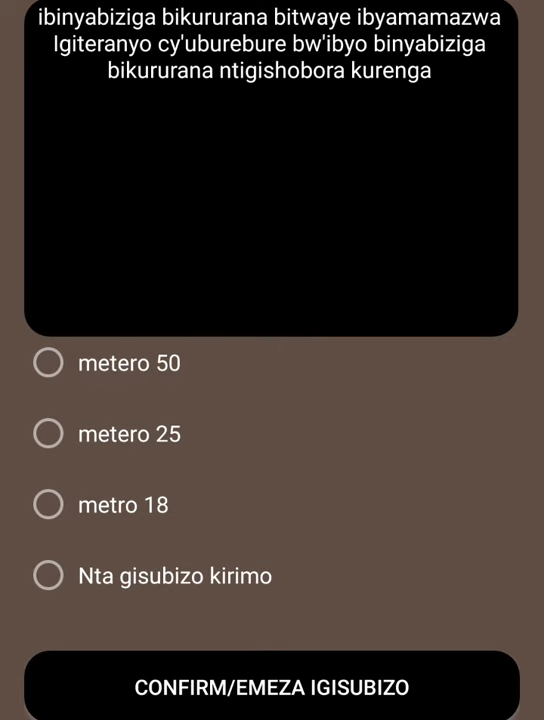 ibinyabiziga bikururana bitwaye ibyamamazwa
Igiteranyo cy'uburebure bw'ibyo binyabiziga
bikururana ntigishobora kurenga
metero 50
metero 25
metro 18
Nta gisubizo kirimo
CONFIRM/EMEZA IGISUBIZO